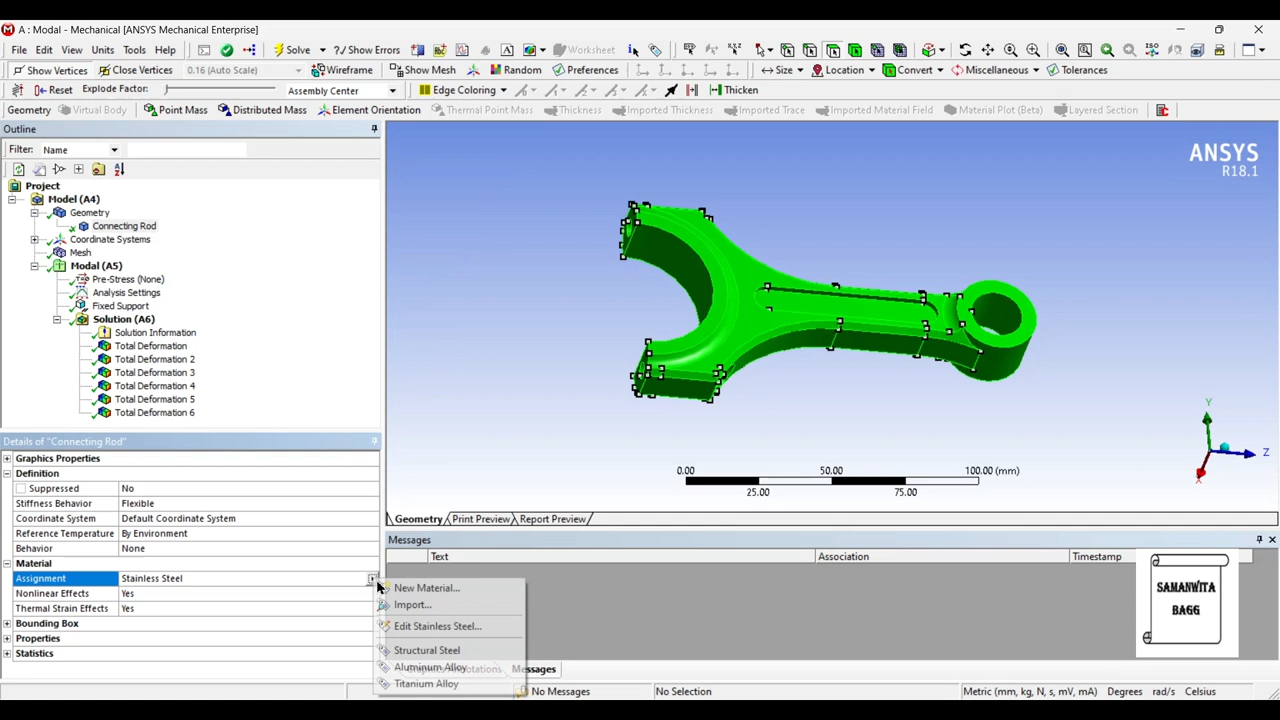 A : Modal - Mechanical [ANSYS Mechanical Enterprise]
File Edit View Units Tools Help Solve ?/ Show Errors Worksheet
Show Vertices Close Vertices 0.16 (Auto Scale) Wireframe Show Mesh Random Preferences Size Location Convert Miscellaneous Tolerances
Reset Explode Factor: Assembly Center Edge Coloring Thicken
Geometry Virtual Body Point Mass Distributed Mass Element Orientation Thermal Point Mass Thickness Imported Thickness Imported Trace Imported Material Field Material Plot (Beta) Layered Section
Outline
Filter: Name
Project
Model (A4)
Geometry
Connecting Rod
Coordinate Systems
Mesh
Modal (A5)
Pre-Stress (None)
Analysis Settings
Fixed Support
Solution (A6)
Solution Information
Total Deformation
Total Deformation 2
Total Deformation 3
Total Deformation 4
Total Deformation 5
Total Deformation 6
ANSYS
R18.1
Y
Z
X
0.00 50.00 100.00 (mm)
25.00 75.00
Geometry Print Preview Report Preview
Details of "Connecting Rod"
Graphics Properties
Definition
Suppressed No
Stiffness Behavior Flexible
Coordinate System Default Coordinate System
Reference Temperature By Environment
Behavior None
Material
Assignment Stainless Steel
Nonlinear Effects Yes
Thermal Strain Effects Yes
Bounding Box
Properties
Statistics
Messages
Text Association Timestamp
New Material...
Import...
Edit Stainless Steel...
Structural Steel
Aluminum Alloy
Titanium Alloy
Annotations Messages
SAMANWITA
BAGG
No Messages No Selection Metric (mm, kg, N, s, mV, mA) Degrees rad/s Celsius